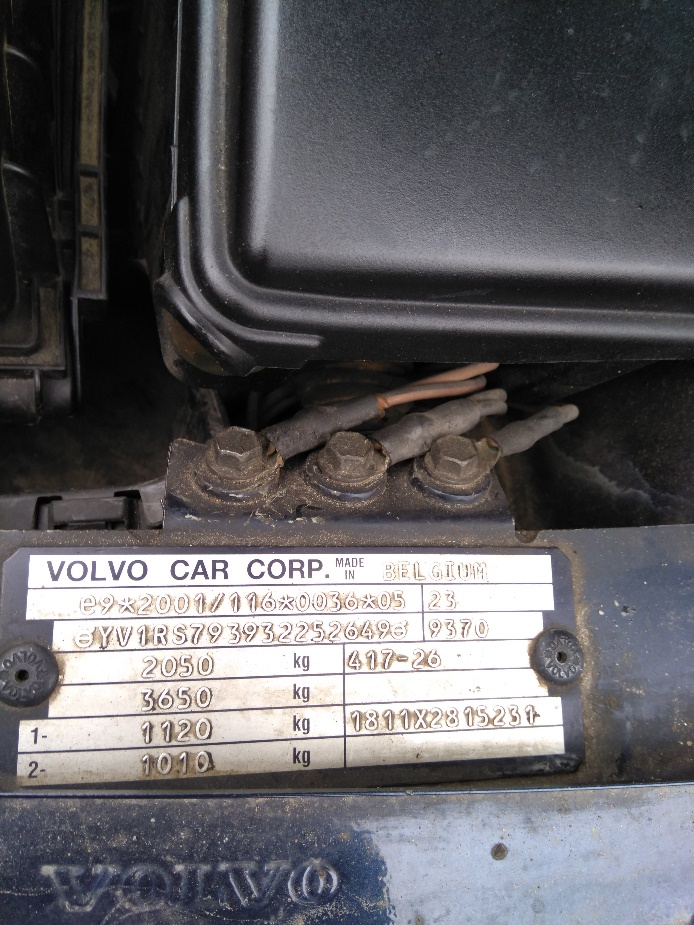 VOLVO CAR CORP. MADE IN BELGIUM
e9*2001/116*0036*05 23
YV1RS793932252649 9370
2050 kg 417-26
3650 kg
1- 1120 kg 1811X2815231
2- 1010 kg
VOLVO